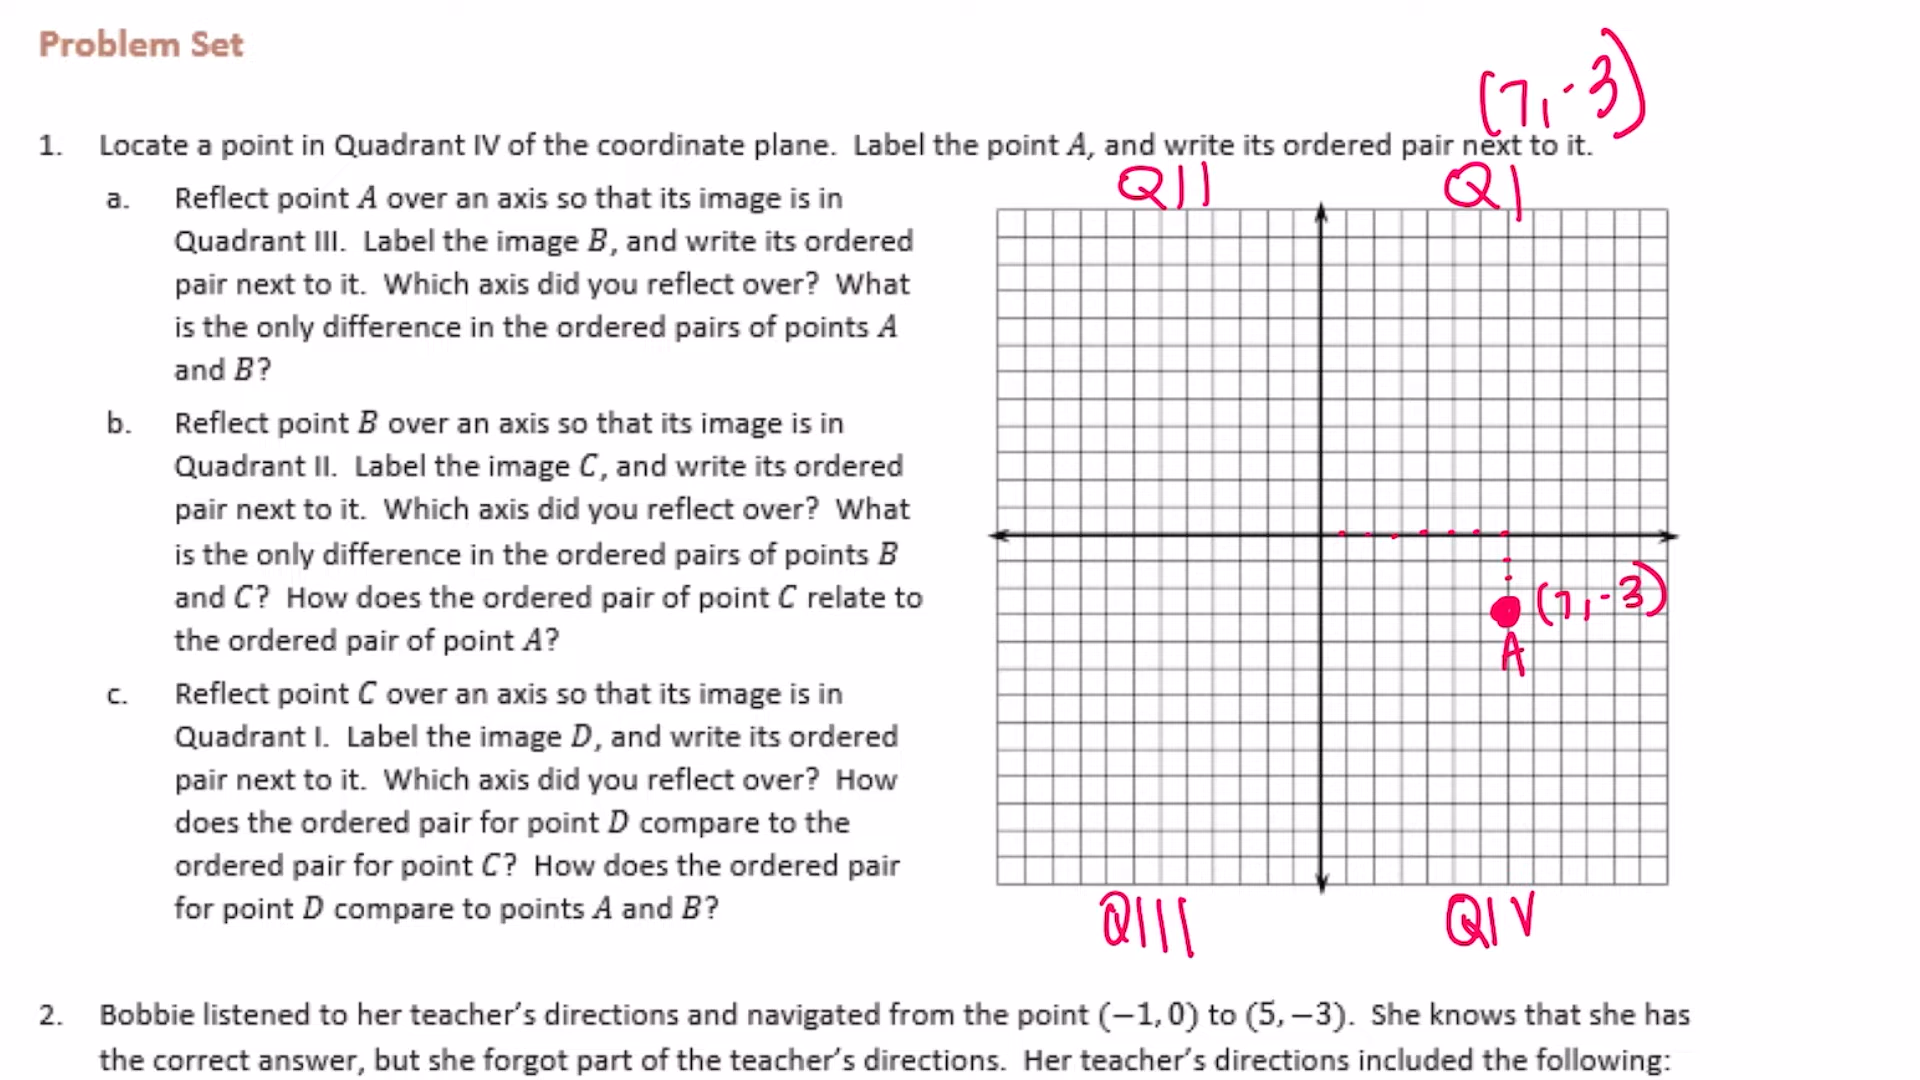 Problem Set
(7,-3)
1. Locate a point in Quadrant IV of the coordinate plane. Label the point A, and write its ordered pair next to it.
QII
QI
a. Reflect point A over an axis so that its image is in
Quadrant III. Label the image B, and write its ordered
pair next to it. Which axis did you reflect over? What
is the only difference in the ordered pairs of points A
and B?
b. Reflect point B over an axis so that its image is in
Quadrant II. Label the image C, and write its ordered
pair next to it. Which axis did you reflect over? What
is the only difference in the ordered pairs of points B
and C? How does the ordered pair of point C relate to
the ordered pair of point A?
c. Reflect point C over an axis so that its image is in
Quadrant I. Label the image D, and write its ordered
pair next to it. Which axis did you reflect over? How
does the ordered pair for point D compare to the
ordered pair for point C? How does the ordered pair
for point D compare to points A and B?
(7,-3)
A
QIII
QIV
2. Bobbie listened to her teacher’s directions and navigated from the point (−1, 0) to (5, −3). She knows that she has
the correct answer, but she forgot part of the teacher’s directions. Her teacher’s directions included the following: